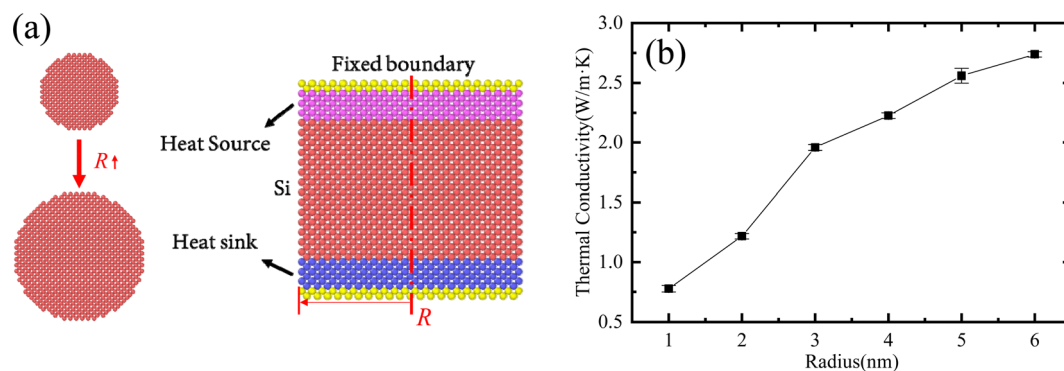 (a)
R↑
Fixed boundary
Heat Source
Si
Heat sink
R
(b)
Thermal Conductivity(W/m·K)
3.0
2.5
2.0
1.5
1.0
0.5
1 2 3 4 5 6
Radius(nm)